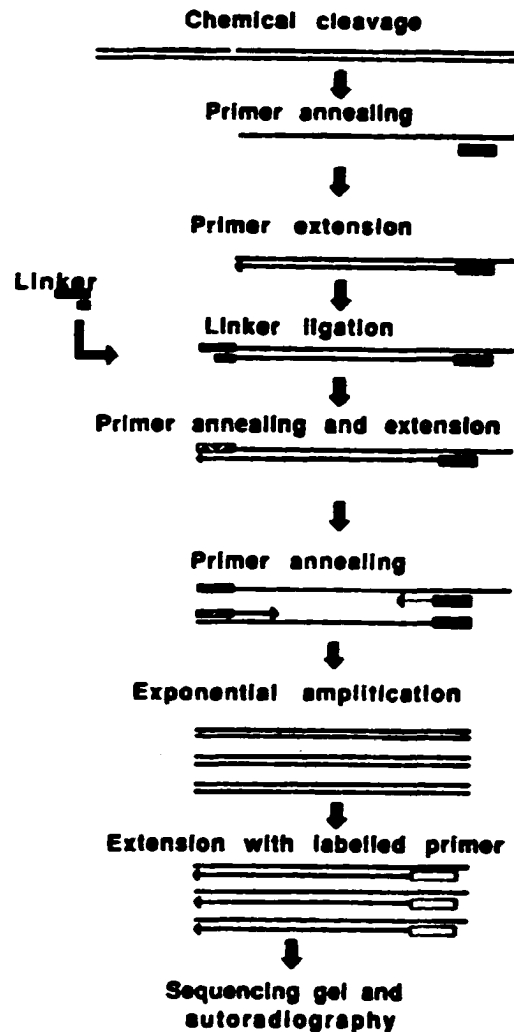 Chemical cleavage
Primer annealing
Primer extension
Linker
Linker ligation
Primer annealing and extension
Primer annealing
Exponential amplification
Extension with labelled primer
Sequencing gel and
autoradiography